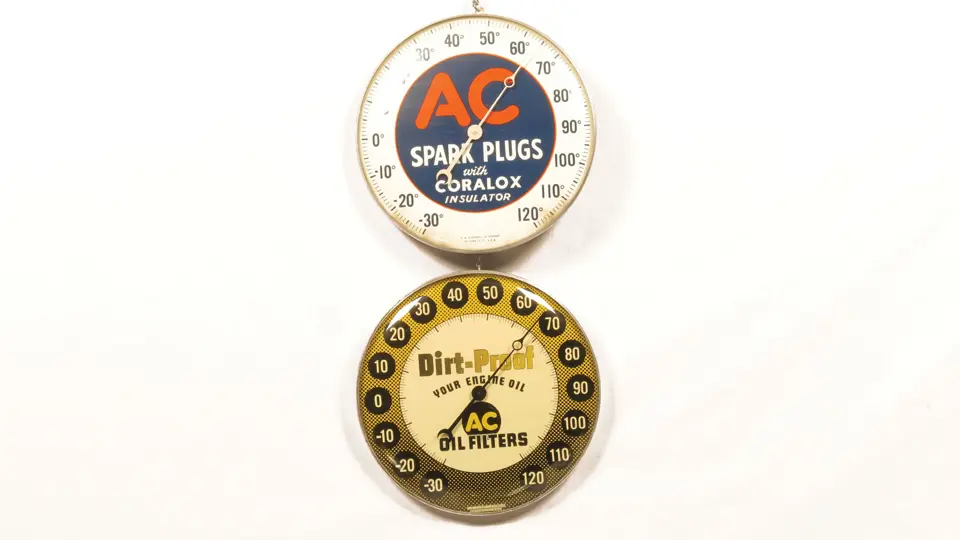 30° 40° 50° 60° 70° 80° 90° 100° 110° 120°
0°
-10°
-20°
-30°
AC
SPARK PLUGS
with
CORALOX
INSULATOR
-30 -20 -10 0 10 20 30 40 50 60 70 80 90 100 110 120
Dirt-Proof
YOUR ENGINE OIL
AC
OIL FILTERS